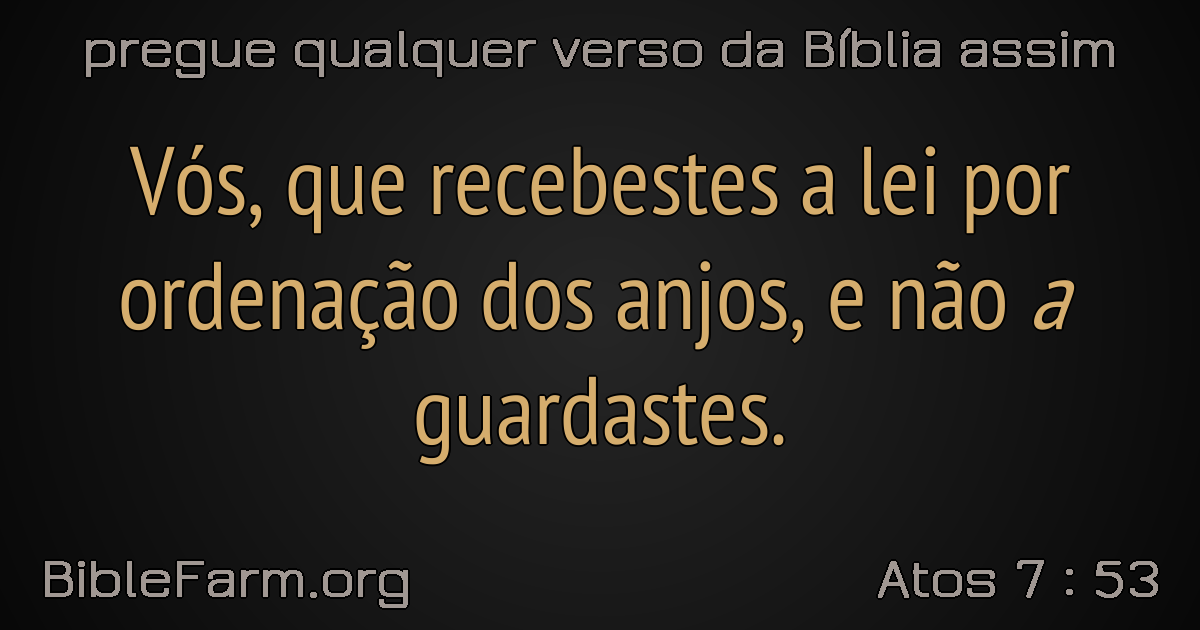 pregue qualquer verso da Bíblia assim
Vós, que recebestes a lei por
ordenação dos anjos, e não a
guardastes.
BibleFarm.org
Atos 7 : 53